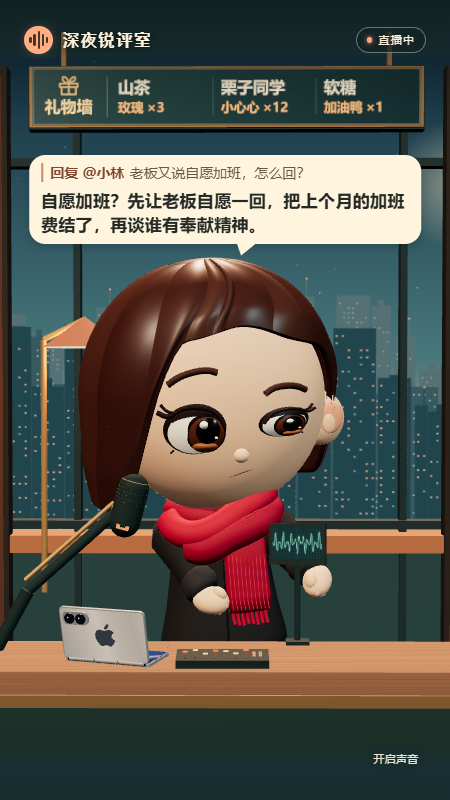 深夜锐评室
直播中
礼物墙
山茶
玫瑰 ×3
栗子同学
小心心 ×12
软糖
加油鸭 ×1
回复 @小林 老板又说自愿加班，怎么回？
自愿加班？先让老板自愿一回，把上个月的加班
费结了，再谈谁有奉献精神。
开启声音